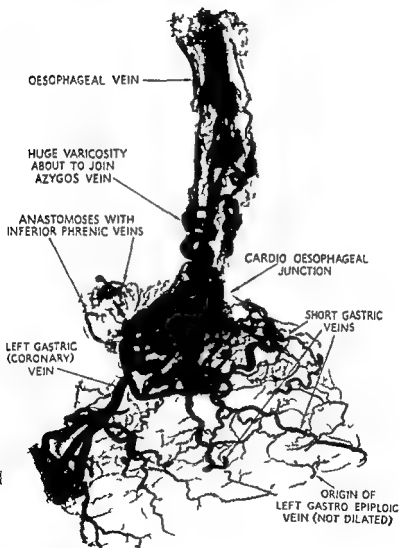 OESOPHAGEAL VEIN
HUGE VARICOSITY
ABOUT TO JOIN
AZYGOS VEIN
ANASTOMOSES WITH
INFERIOR PHRENIC VEINS
CARDIO OESOPHAGEAL
JUNCTION
SHORT GASTRIC
VEINS
LEFT GASTRIC
(CORONARY)
VEIN
ORIGIN OF
LEFT GASTRO EPIPLOIC
VEIN (NOT DILATED)